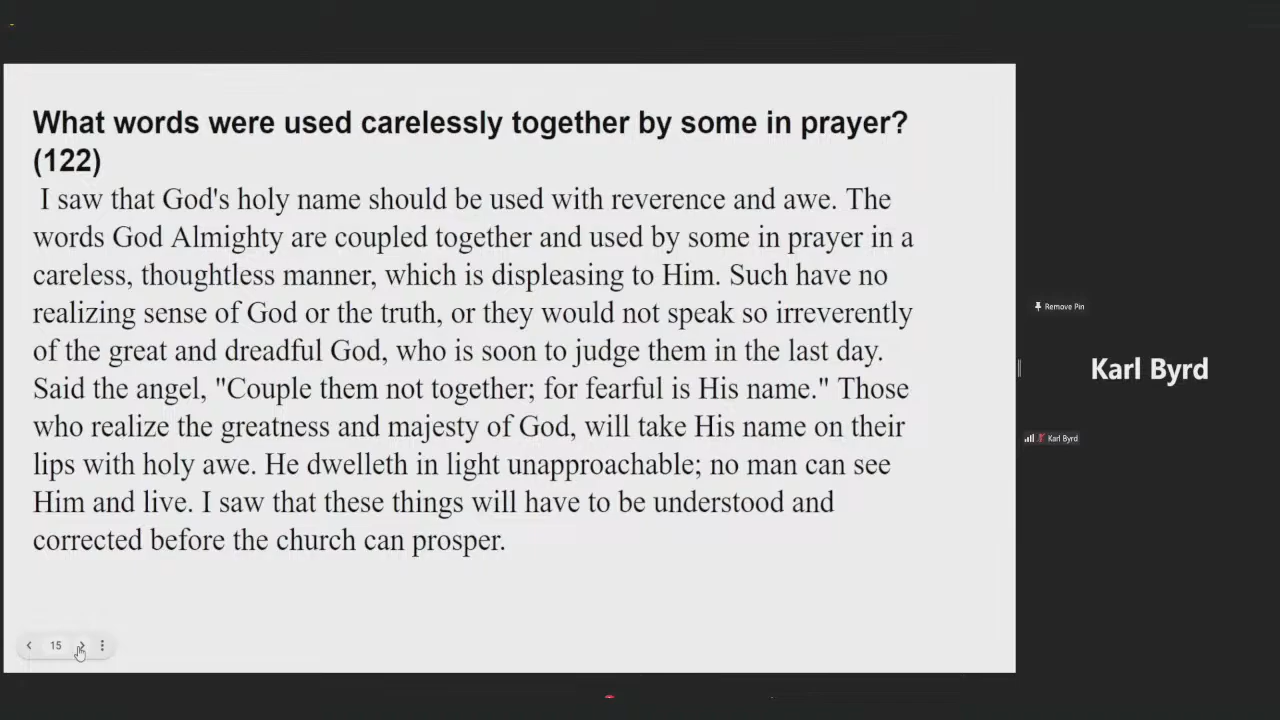 What words were used carelessly together by some in prayer?
(122)
I saw that God's holy name should be used with reverence and awe. The
words God Almighty are coupled together and used by some in prayer in a
careless, thoughtless manner, which is displeasing to Him. Such have no
realizing sense of God or the truth, or they would not speak so irreverently
of the great and dreadful God, who is soon to judge them in the last day.
Said the angel, "Couple them not together; for fearful is His name." Those
who realize the greatness and majesty of God, will take His name on their
lips with holy awe. He dwelleth in light unapproachable; no man can see
Him and live. I saw that these things will have to be understood and
corrected before the church can prosper.
15
Remove Pin
Karl Byrd
Karl Byrd